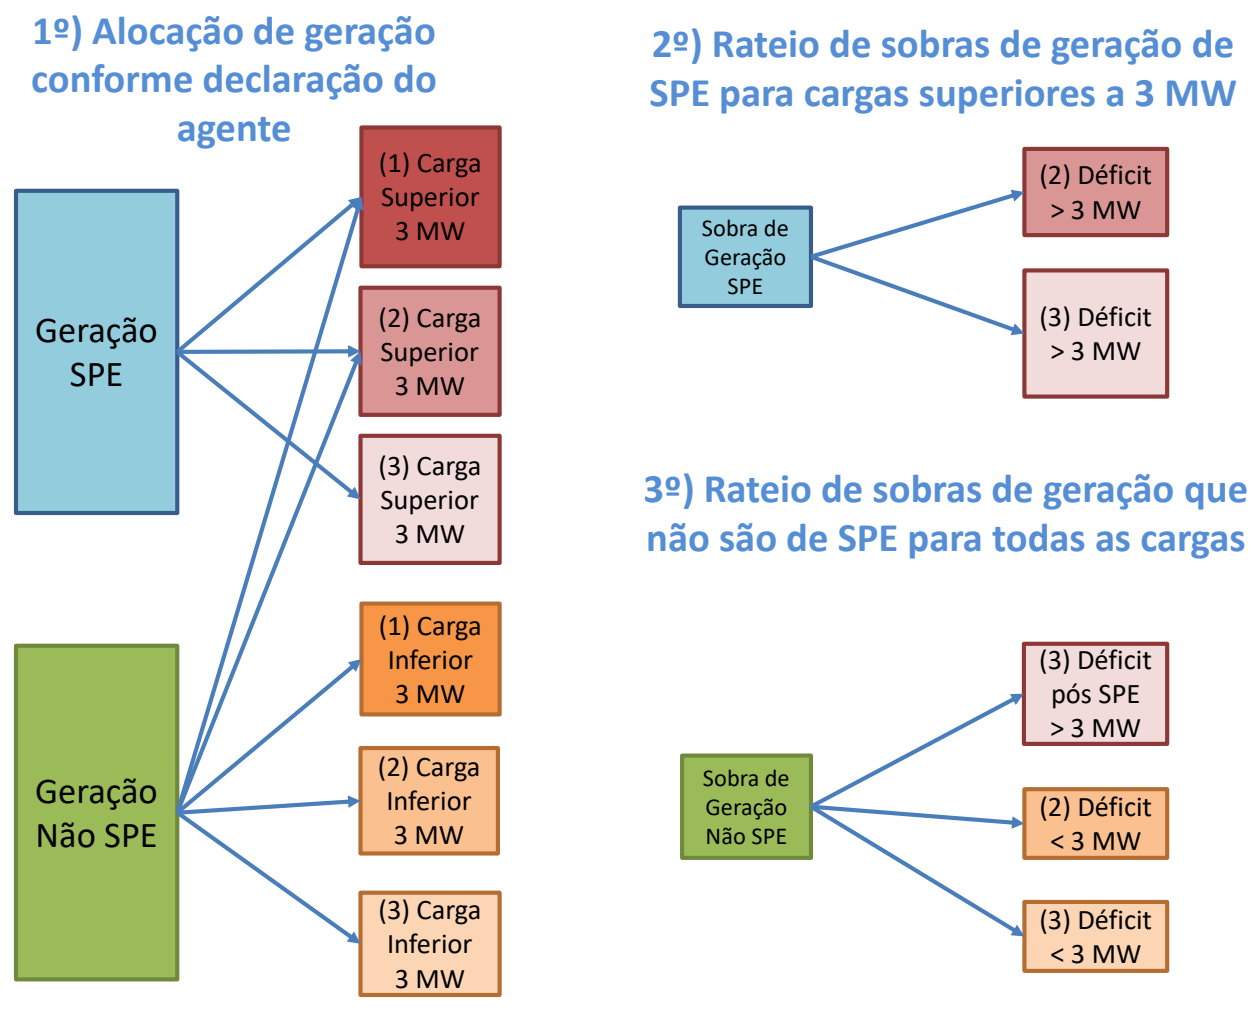 1º) Alocação de geração
conforme declaração do
agente
Geração
SPE
Geração
Não SPE
(1) Carga
Superior
3 MW
(2) Carga
Superior
3 MW
(3) Carga
Superior
3 MW
(1) Carga
Inferior
3 MW
(2) Carga
Inferior
3 MW
(3) Carga
Inferior
3 MW
2º) Rateio de sobras de geração de
SPE para cargas superiores a 3 MW
Sobra de
Geração
SPE
(2) Déficit
> 3 MW
(3) Déficit
> 3 MW
3º) Rateio de sobras de geração que
não são de SPE para todas as cargas
Sobra de
Geração
Não SPE
(3) Déficit
pós SPE
> 3 MW
(2) Déficit
< 3 MW
(3) Déficit
< 3 MW